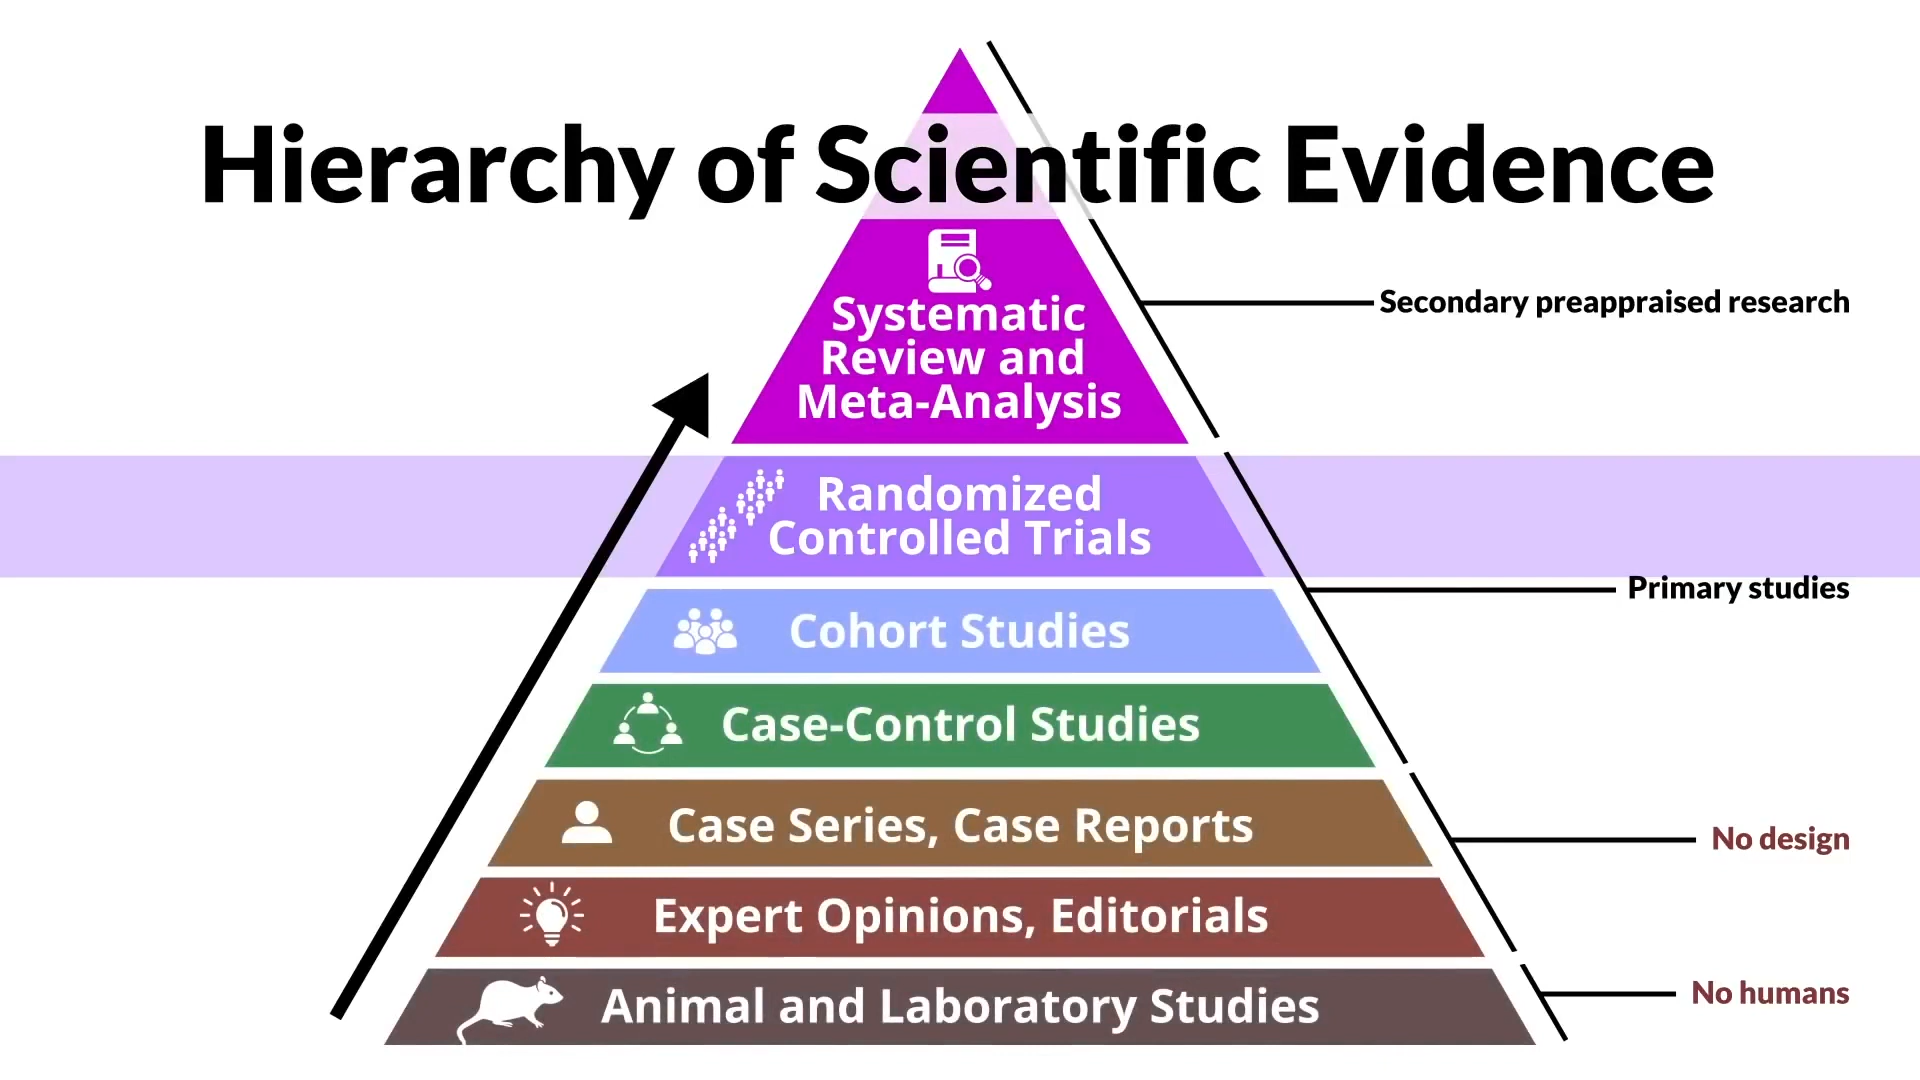 Hierarchy of Scientific Evidence
Systematic
Review and
Meta-Analysis
Secondary preappraised research
Randomized
Controlled Trials
Primary studies
Cohort Studies
Case-Control Studies
Case Series, Case Reports
No design
Expert Opinions, Editorials
Animal and Laboratory Studies
No humans